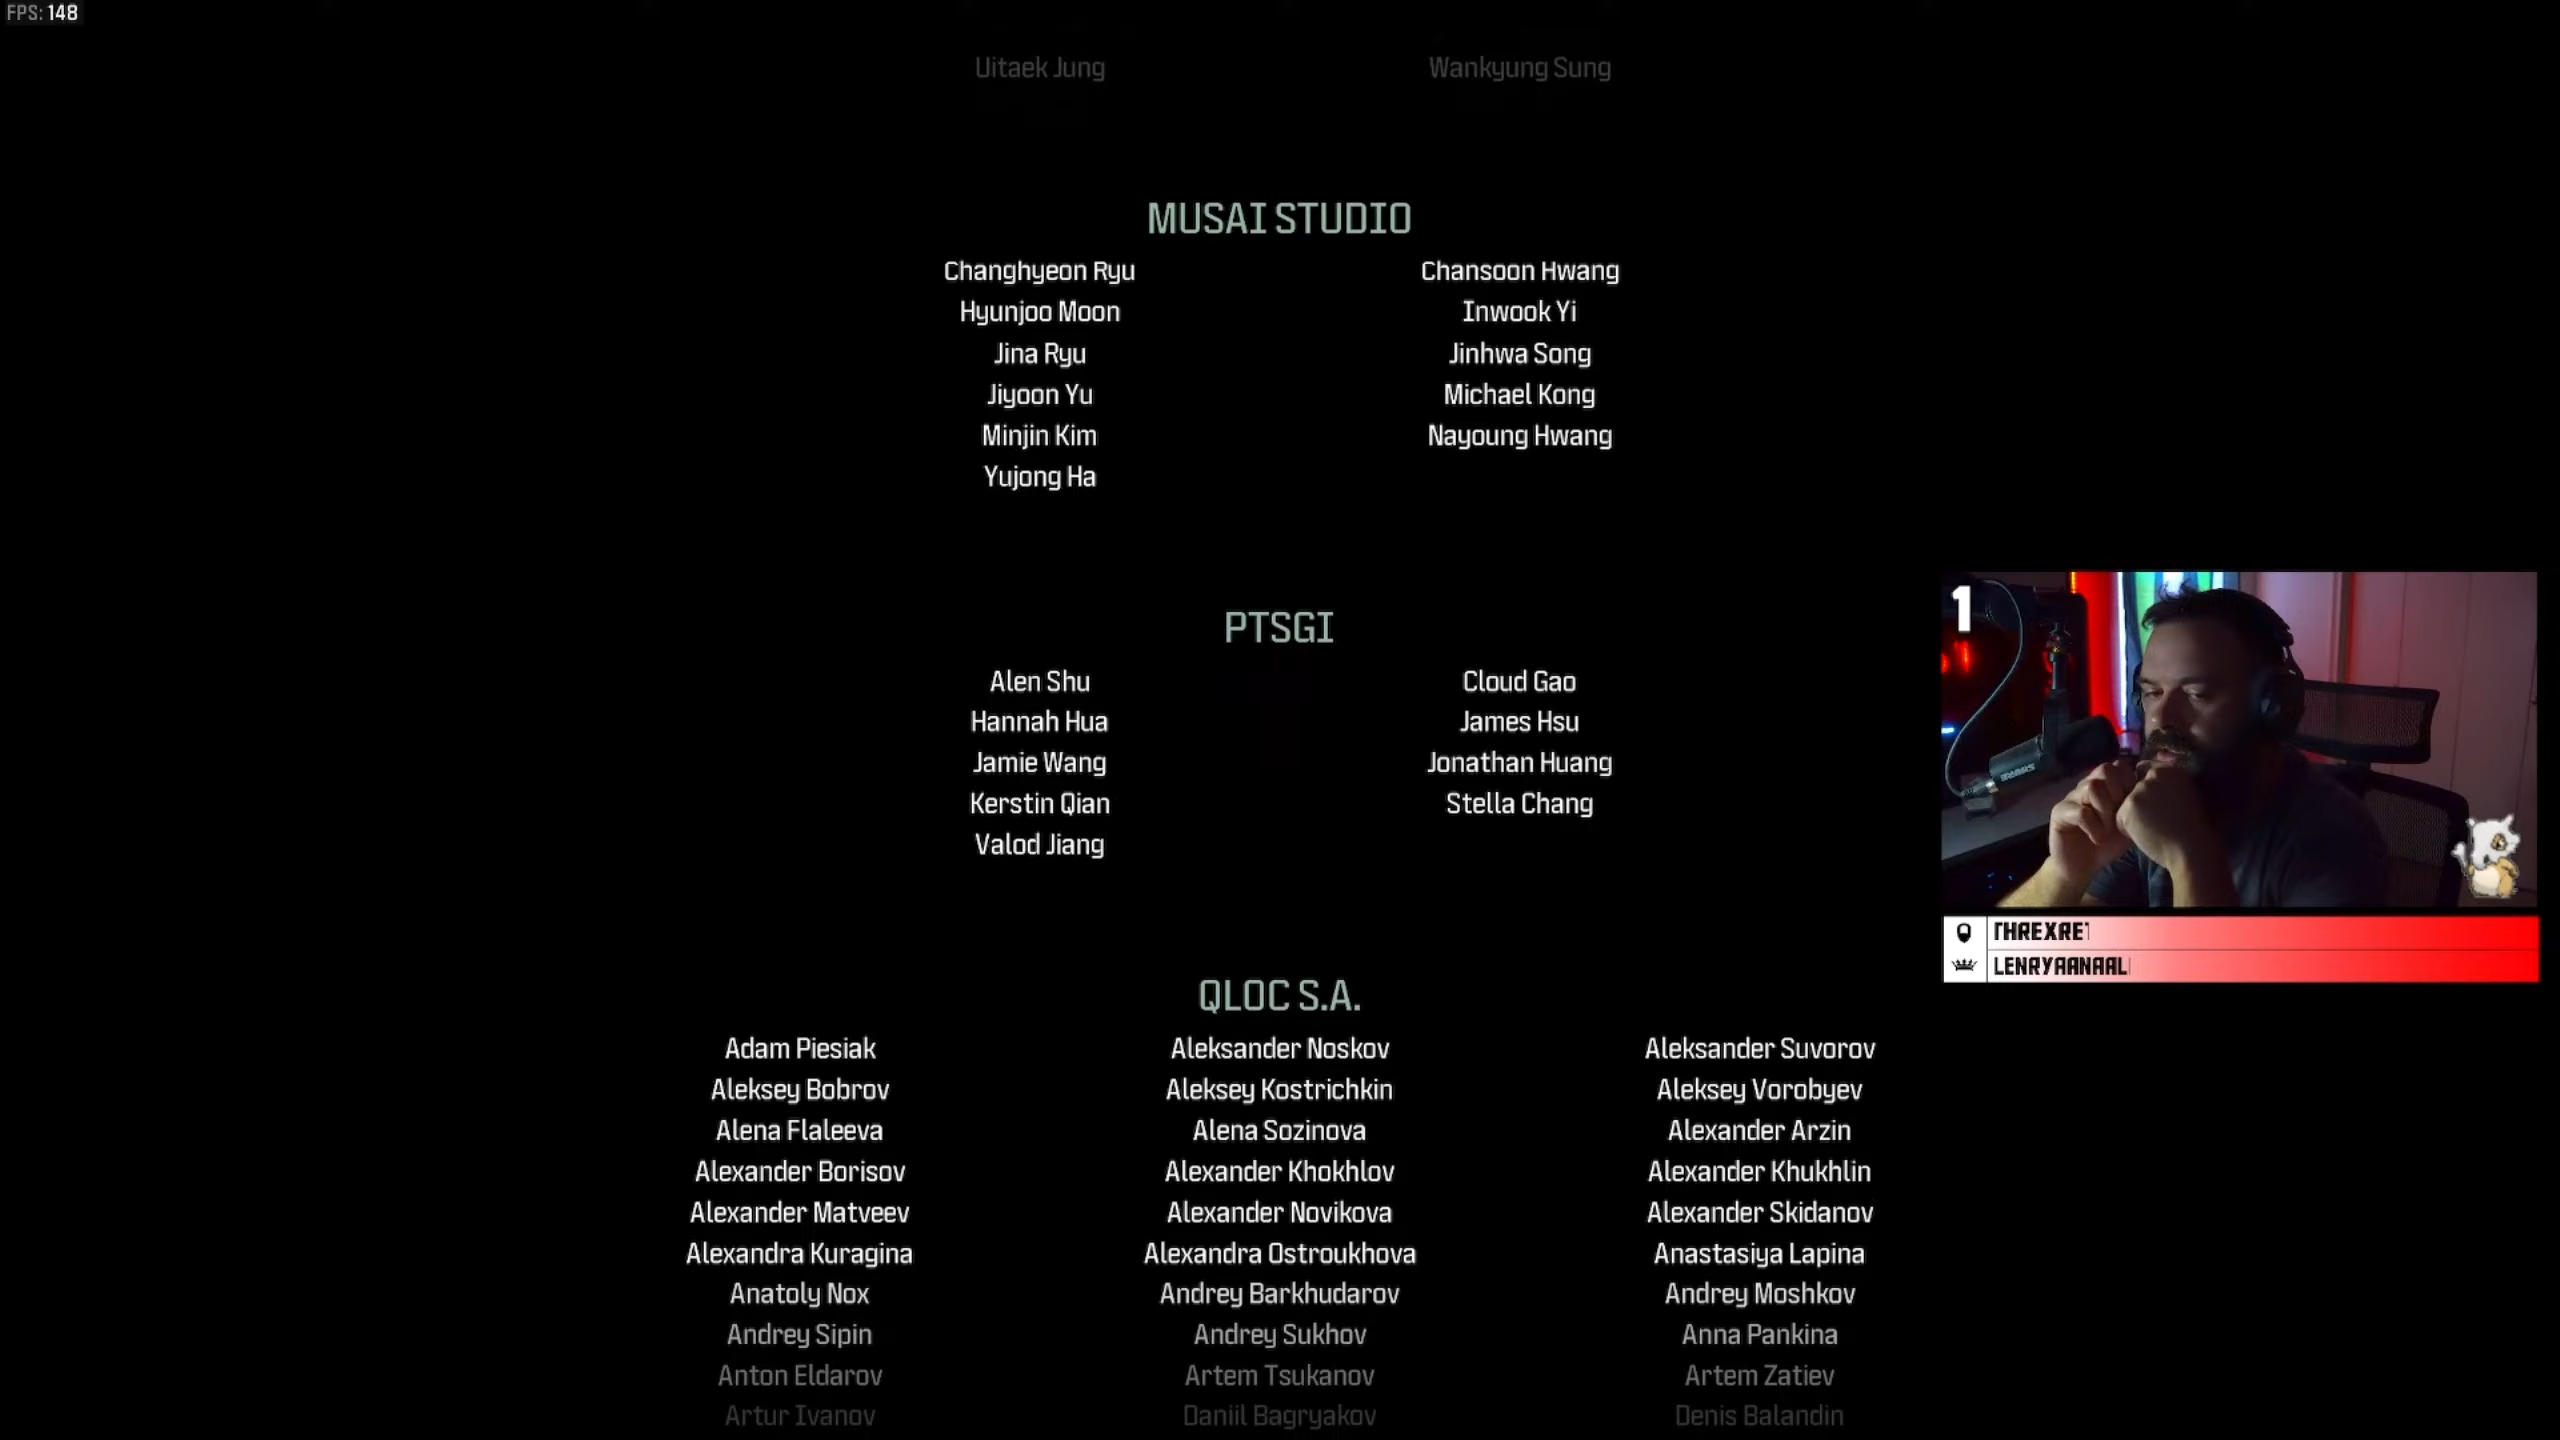 FPS: 148
Uitaek Jung Wankyung Sung
MUSAI STUDIO
Changhyeon Ryu Chansoon Hwang
Hyunjoo Moon Inwook Yi
Jina Ryu Jinhwa Song
Jiyoon Yu Michael Kong
Minjin Kim Nayoung Hwang
Yujong Ha
PTSGI
Alen Shu Cloud Gao
Hannah Hua James Hsu
Jamie Wang Jonathan Huang
Kerstin Qian Stella Chang
Valod Jiang
1
SHURE
THREXRET
LENRYAANAAL
QLOC S.A.
Adam Piesiak Aleksander Noskov Aleksander Suvorov
Aleksey Bobrov Aleksey Kostrichkin Aleksey Vorobyev
Alena Flaleeva Alena Sozinova Alexander Arzin
Alexander Borisov Alexander Khokhlov Alexander Khukhlin
Alexander Matveev Alexander Novikova Alexander Skidanov
Alexandra Kuragina Alexandra Ostroukhova Anastasiya Lapina
Anatoly Nox Andrey Barkhudarov Andrey Moshkov
Andrey Sipin Andrey Sukhov Anna Pankina
Anton Eldarov Artem Tsukanov Artem Zatiev
Artur Ivanov Daniil Bagryakov Denis Balandin